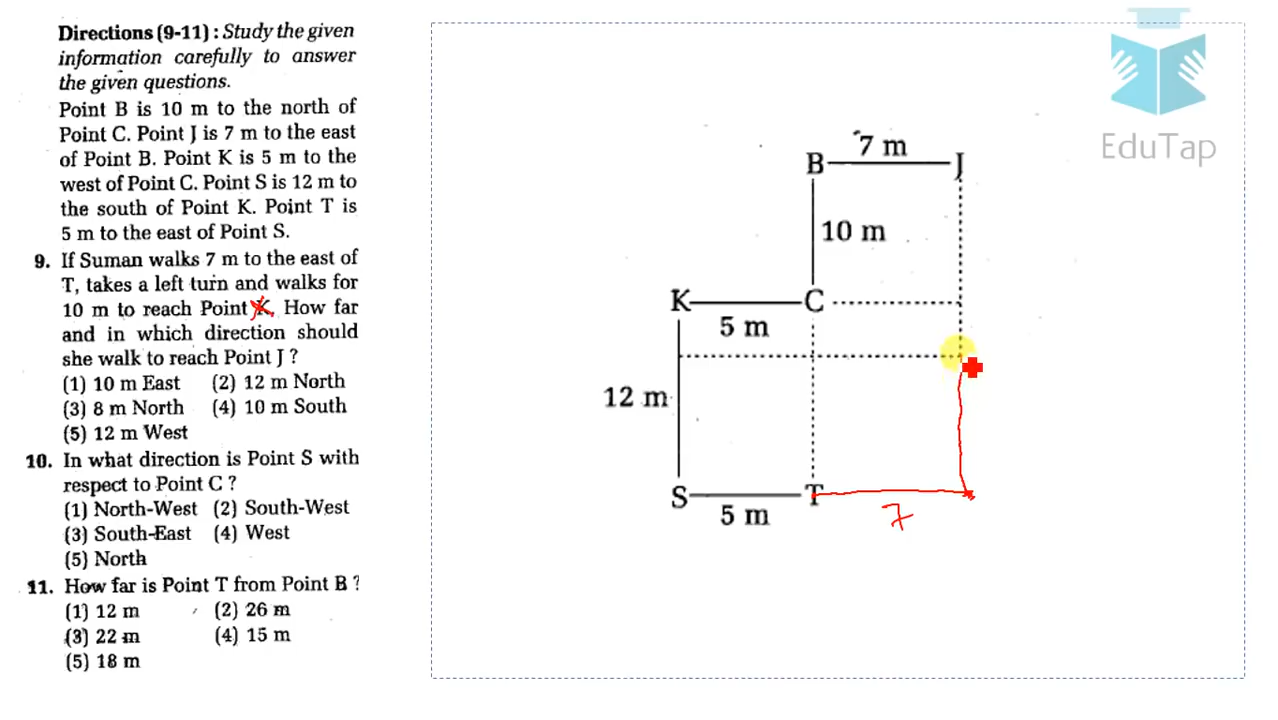 Directions (9-11) : Study the given
information carefully to answer
the given questions.
Point B is 10 m to the north of
Point C. Point J is 7 m to the east
of Point B. Point K is 5 m to the
west of Point C. Point S is 12 m to
the south of Point K. Point T is
5 m to the east of Point S.
9. If Suman walks 7 m to the east of
T, takes a left turn and walks for
10 m to reach Point K. How far
and in which direction should
she walk to reach Point J ?
(1) 10 m East (2) 12 m North
(3) 8 m North (4) 10 m South
(5) 12 m West
10. In what direction is Point S with
respect to Point C ?
(1) North-West (2) South-West
(3) South-East (4) West
(5) North
11. How far is Point T from Point B ?
(1) 12 m (2) 26 m
(3) 22 m (4) 15 m
(5) 18 m
7 m
B J
10 m
K C
5 m
12 m
S T
5 m
7
EduTap